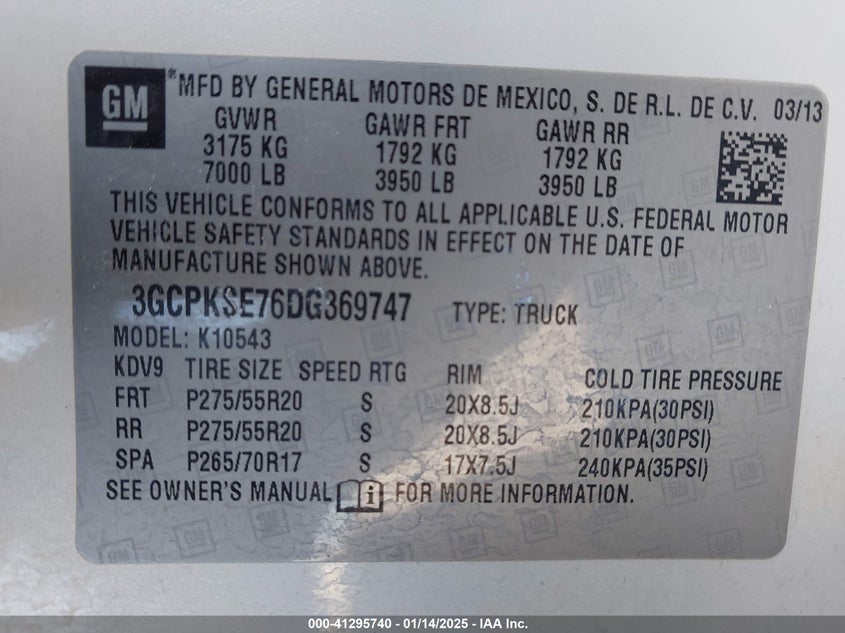 GM ® MFD BY GENERAL MOTORS DE MEXICO, S. DE R.L. DE C.V. 03/13
GVWR GAWR FRT GAWR RR
3175 KG 1792 KG 1792 KG
7000 LB 3950 LB 3950 LB
THIS VEHICLE CONFORMS TO ALL APPLICABLE U.S. FEDERAL MOTOR
VEHICLE SAFETY STANDARDS IN EFFECT ON THE DATE OF
MANUFACTURE SHOWN ABOVE.
3GCPKSE76DG369747 TYPE: TRUCK
MODEL: K10543
KDV9 TIRE SIZE SPEED RTG RIM COLD TIRE PRESSURE
FRT P275/55R20 S 20X8.5J 210KPA(30PSI)
RR P275/55R20 S 20X8.5J 210KPA(30PSI)
SPA P265/70R17 S 17X7.5J 240KPA(35PSI)
SEE OWNER'S MANUAL i FOR MORE INFORMATION.
000-41295740 - 01/14/2025 - IAA Inc.